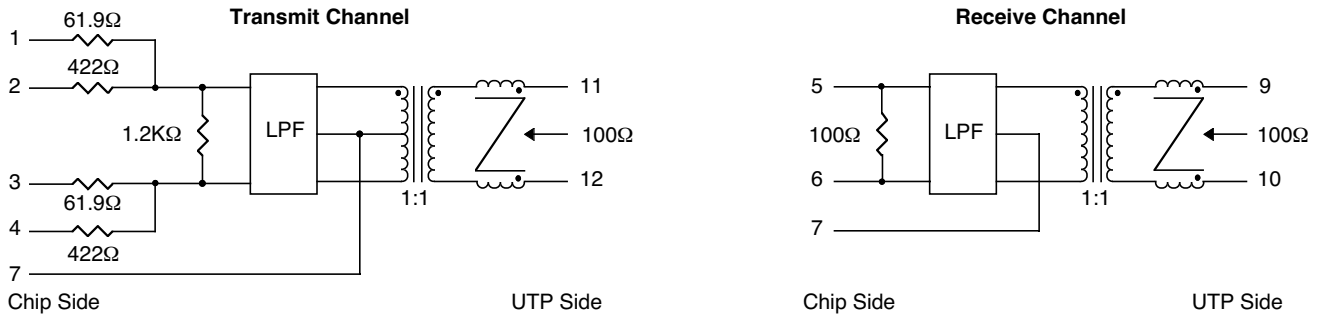 Transmit Channel
1
61.9Ω
2
422Ω
1.2KΩ
3
61.9Ω
4
422Ω
7
LPF
1:1
11
100Ω
12
Chip Side
UTP Side
Receive Channel
5
100Ω
6
7
LPF
1:1
9
100Ω
10
Chip Side
UTP Side